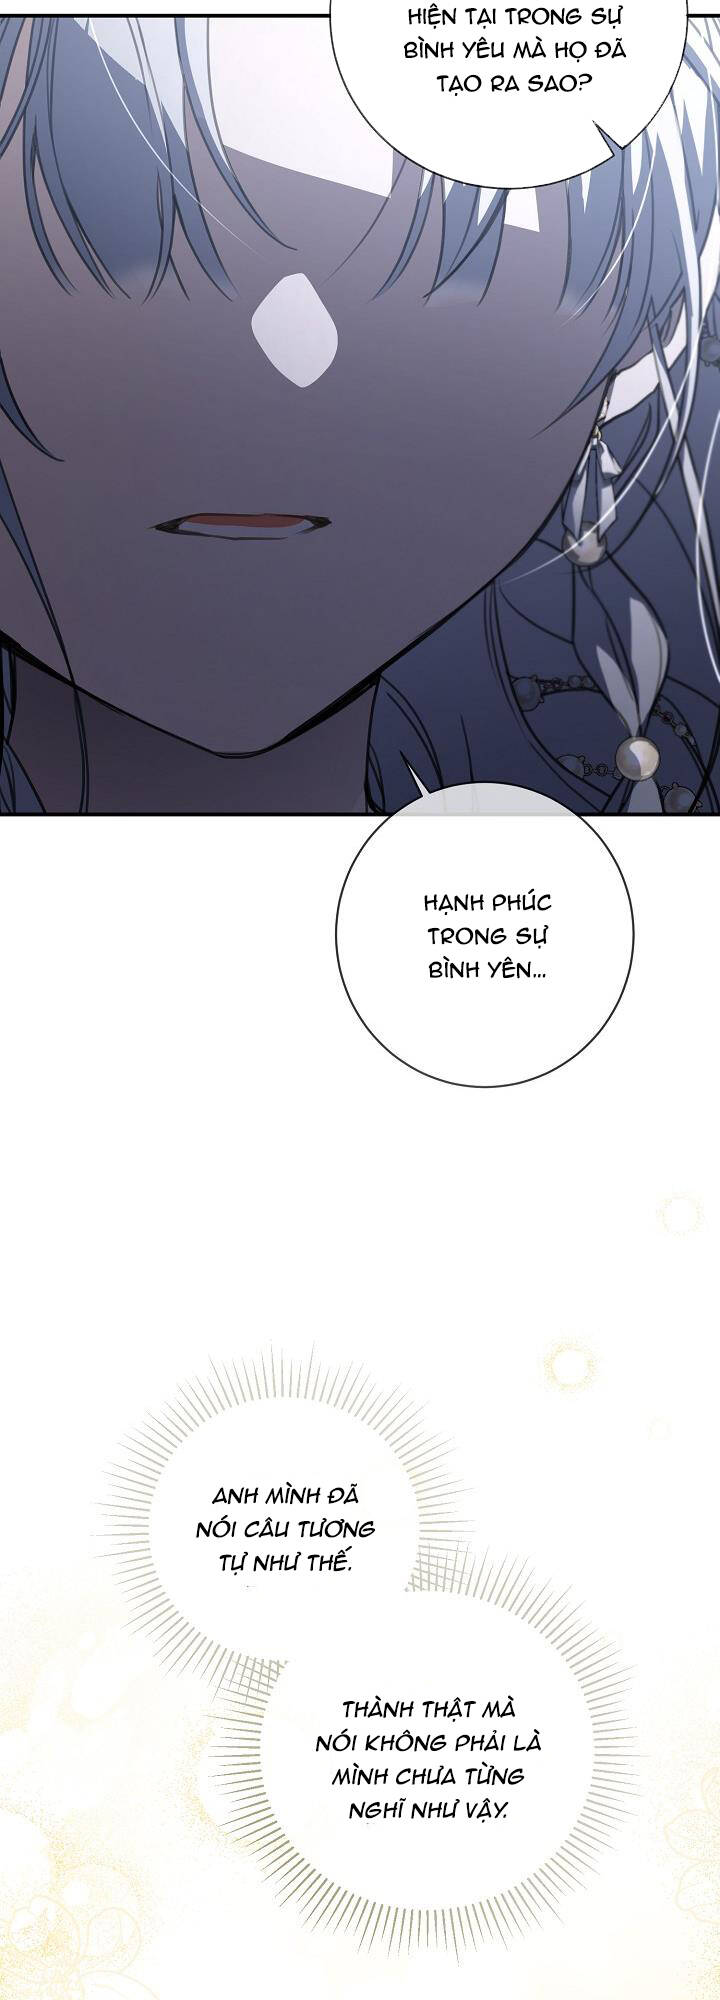 HIỆN TẠI TRONG SỰ
BÌNH YÊU MÀ HỌ ĐÃ
TẠO RA SAO?
HẠNH PHÚC
TRONG SỰ
BÌNH YÊN...
ANH MÌNH ĐÃ
NÓI CÂU TƯƠNG
TỰ NHƯ THẾ.
THÀNH THẬT MÀ
NÓI KHÔNG PHẢI LÀ
MÌNH CHƯA TỪNG
NGHĨ NHƯ VẬY.